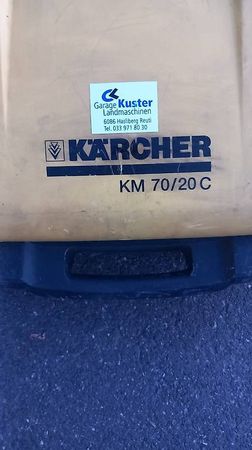 Garage Kuster
Landmaschinen
6086 Hasliberg Reuti
Tel. 033 971 80 30
KÄRCHER
KM 70/20 C